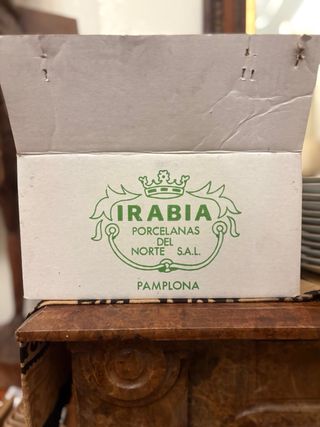 IRABIA
PORCELANAS
DEL
NORTE S.A.L.
PAMPLONA